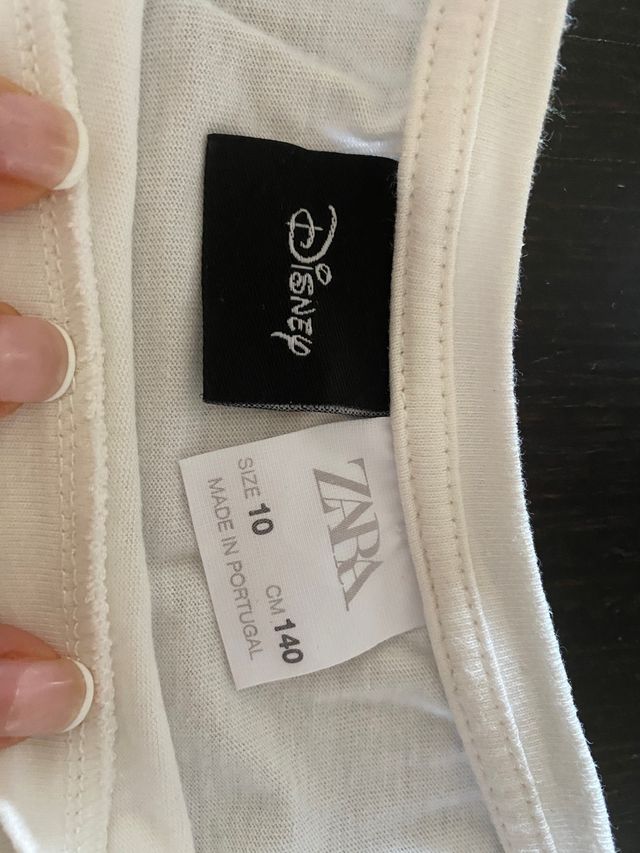 Disney
ZARA
SIZE 10 CM 140
MADE IN PORTUGAL